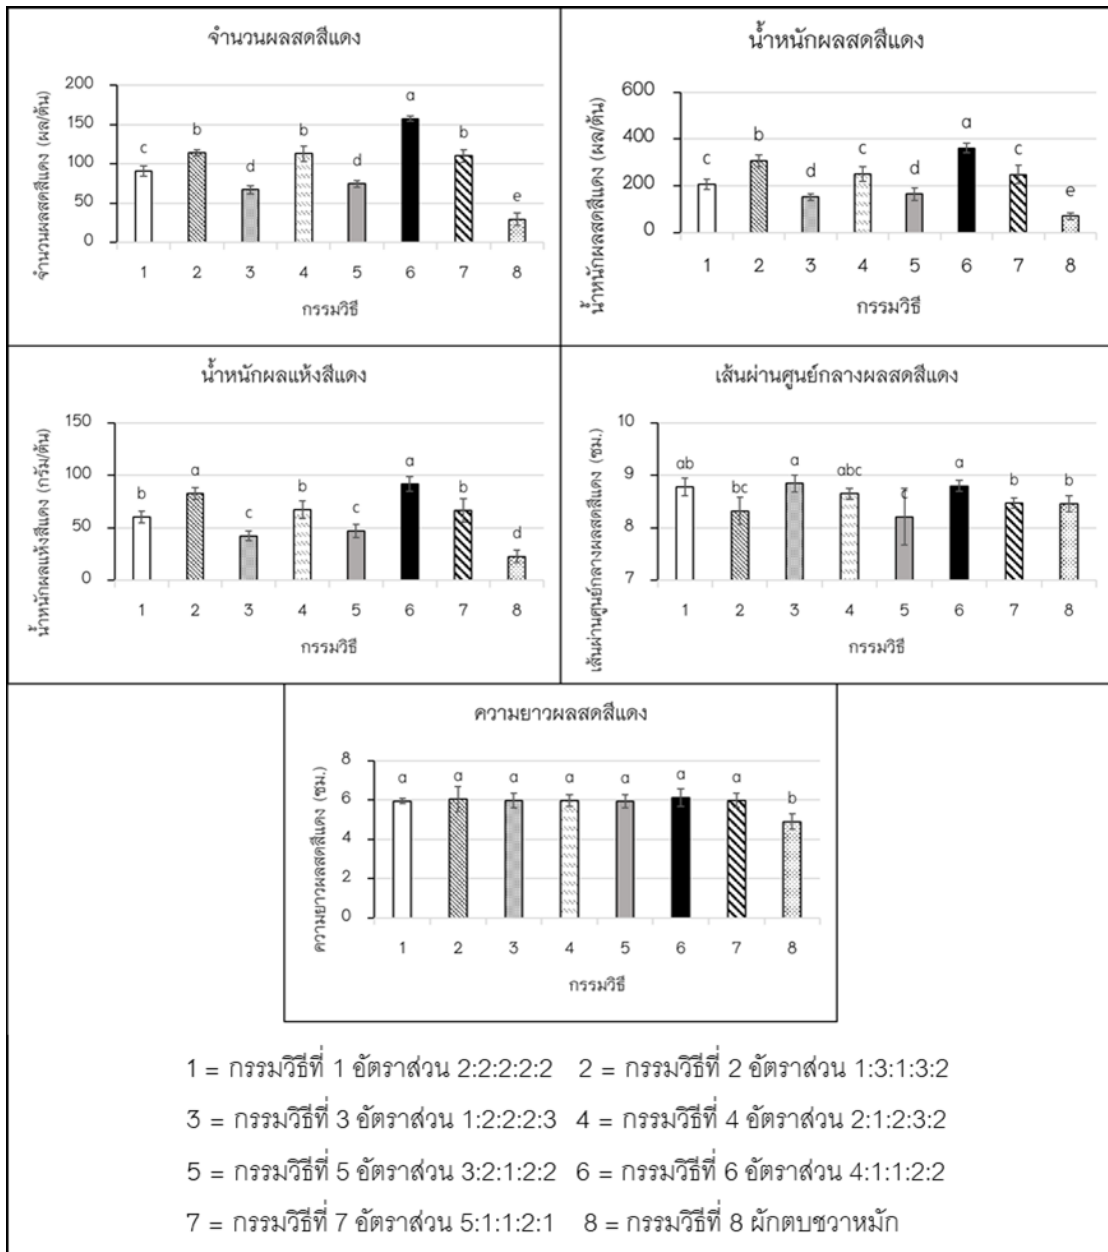 จำนวนผลสดสีแดง
จำนวนผลสดสีแดง (ผล/ต้น)
200
150
100
50
0
c
b
d
b
d
a
b
e
1 2 3 4 5 6 7 8
กรรมวิธี
น้ำหนักผลสดสีแดง
น้ำหนักผลสดสีแดง (ผล/ต้น)
600
400
200
0
c
b
d
c
d
a
c
e
1 2 3 4 5 6 7 8
กรรมวิธี
น้ำหนักผลแห้งสีแดง
น้ำหนักผลแห้งสีแดง (กรัม/ต้น)
150
100
50
0
b
a
c
b
c
a
b
d
1 2 3 4 5 6 7 8
กรรมวิธี
เส้นผ่านศูนย์กลางผลสดสีแดง
เส้นผ่านศูนย์กลางผลสดสีแดง (ซม.)
10
9
8
7
ab
bc
a
abc
c
a
b
b
1 2 3 4 5 6 7 8
กรรมวิธี
ความยาวผลสดสีแดง
ความยาวผลสดสีแดง (ซม.)
8
6
4
2
0
a
a
a
a
a
a
a
b
1 2 3 4 5 6 7 8
กรรมวิธี
1 = กรรมวิธีที่ 1 อัตราส่วน 2:2:2:2:2 2 = กรรมวิธีที่ 2 อัตราส่วน 1:3:1:3:2
3 = กรรมวิธีที่ 3 อัตราส่วน 1:2:2:2:3 4 = กรรมวิธีที่ 4 อัตราส่วน 2:1:2:3:2
5 = กรรมวิธีที่ 5 อัตราส่วน 3:2:1:2:2 6 = กรรมวิธีที่ 6 อัตราส่วน 4:1:1:2:2
7 = กรรมวิธีที่ 7 อัตราส่วน 5:1:1:2:1 8 = กรรมวิธีที่ 8 ผักตบชวาหมัก